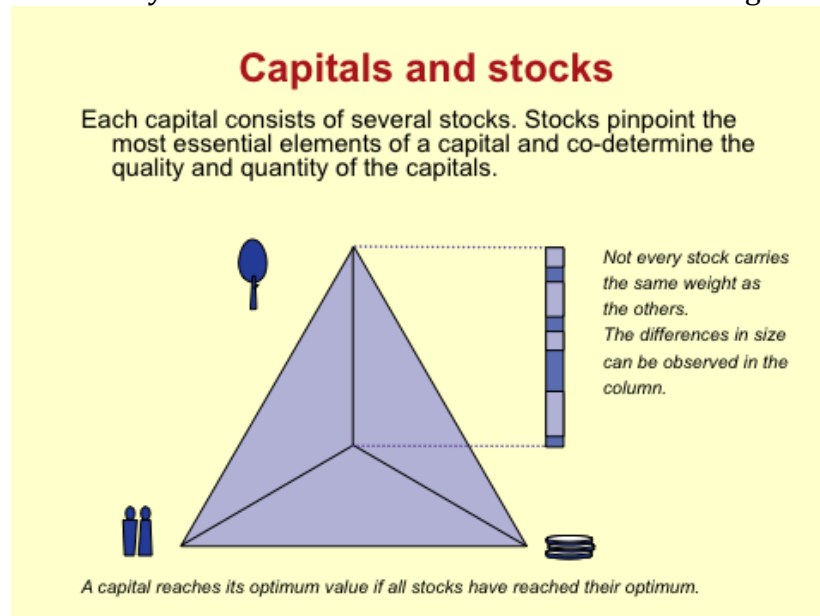 Capitals and stocks
Each capital consists of several stocks. Stocks pinpoint the
most essential elements of a capital and co-determine the
quality and quantity of the capitals.
Not every stock carries
the same weight as
the others.
The differences in size
can be observed in the
column.
A capital reaches its optimum value if all stocks have reached their optimum.